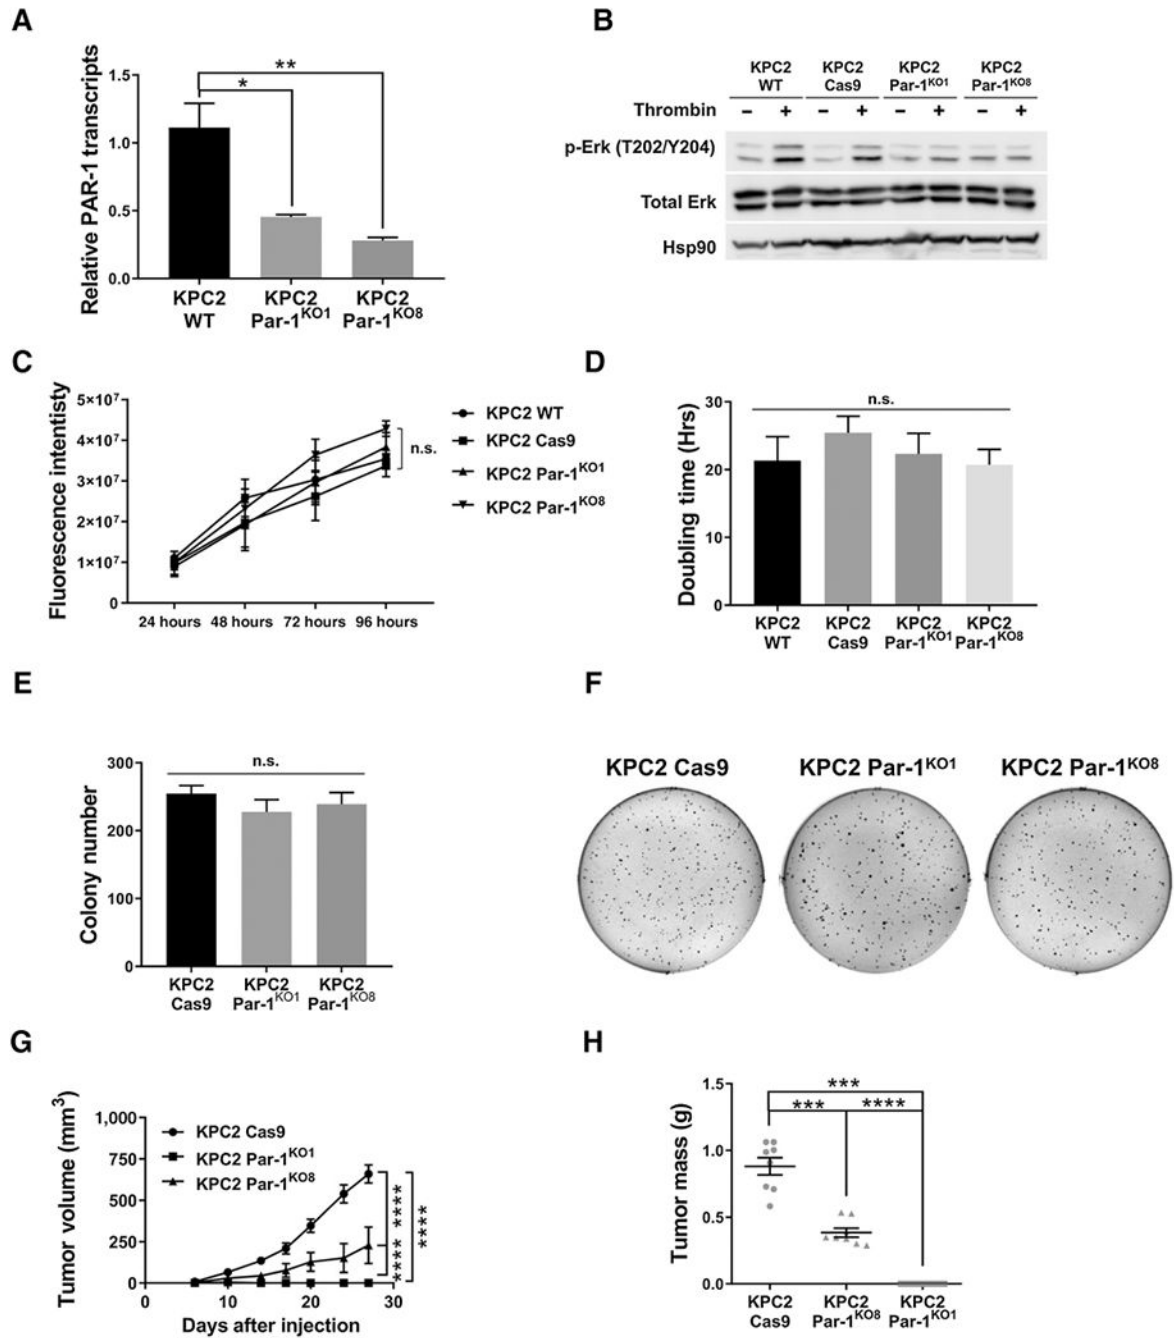 A
Relative PAR-1 transcripts
1.5
1.0
0.5
0.0
**
*
KPC2
WT
KPC2
Par-1KO1
KPC2
Par-1KO8
B
KPC2
WT
KPC2
Cas9
KPC2
Par-1KO1
KPC2
Par-1KO8
Thrombin
− + − + − + − +
p-Erk (T202/Y204)
Total Erk
Hsp90
C
Fluorescence intentisty
5×10⁷
4×10⁷
3×10⁷
2×10⁷
1×10⁷
0
24 hours 48 hours 72 hours 96 hours
n.s.
KPC2 WT
KPC2 Cas9
KPC2 Par-1KO1
KPC2 Par-1KO8
D
Doubling time (Hrs)
30
20
10
0
n.s.
KPC2
WT
KPC2
Cas9
KPC2
Par-1KO1
KPC2
Par-1KO8
E
Colony number
300
200
100
0
n.s.
KPC2
Cas9
KPC2
Par-1KO1
KPC2
Par-1KO8
F
KPC2 Cas9
KPC2 Par-1KO1
KPC2 Par-1KO8
G
Tumor volume (mm³)
1,000
750
500
250
0
KPC2 Cas9
KPC2 Par-1KO1
KPC2 Par-1KO8
****
****
****
0 10 20 30
Days after injection
H
Tumor mass (g)
1.5
1.0
0.5
0.0
***
***
****
KPC2
Cas9
KPC2
Par-1KO8
KPC2
Par-1KO1